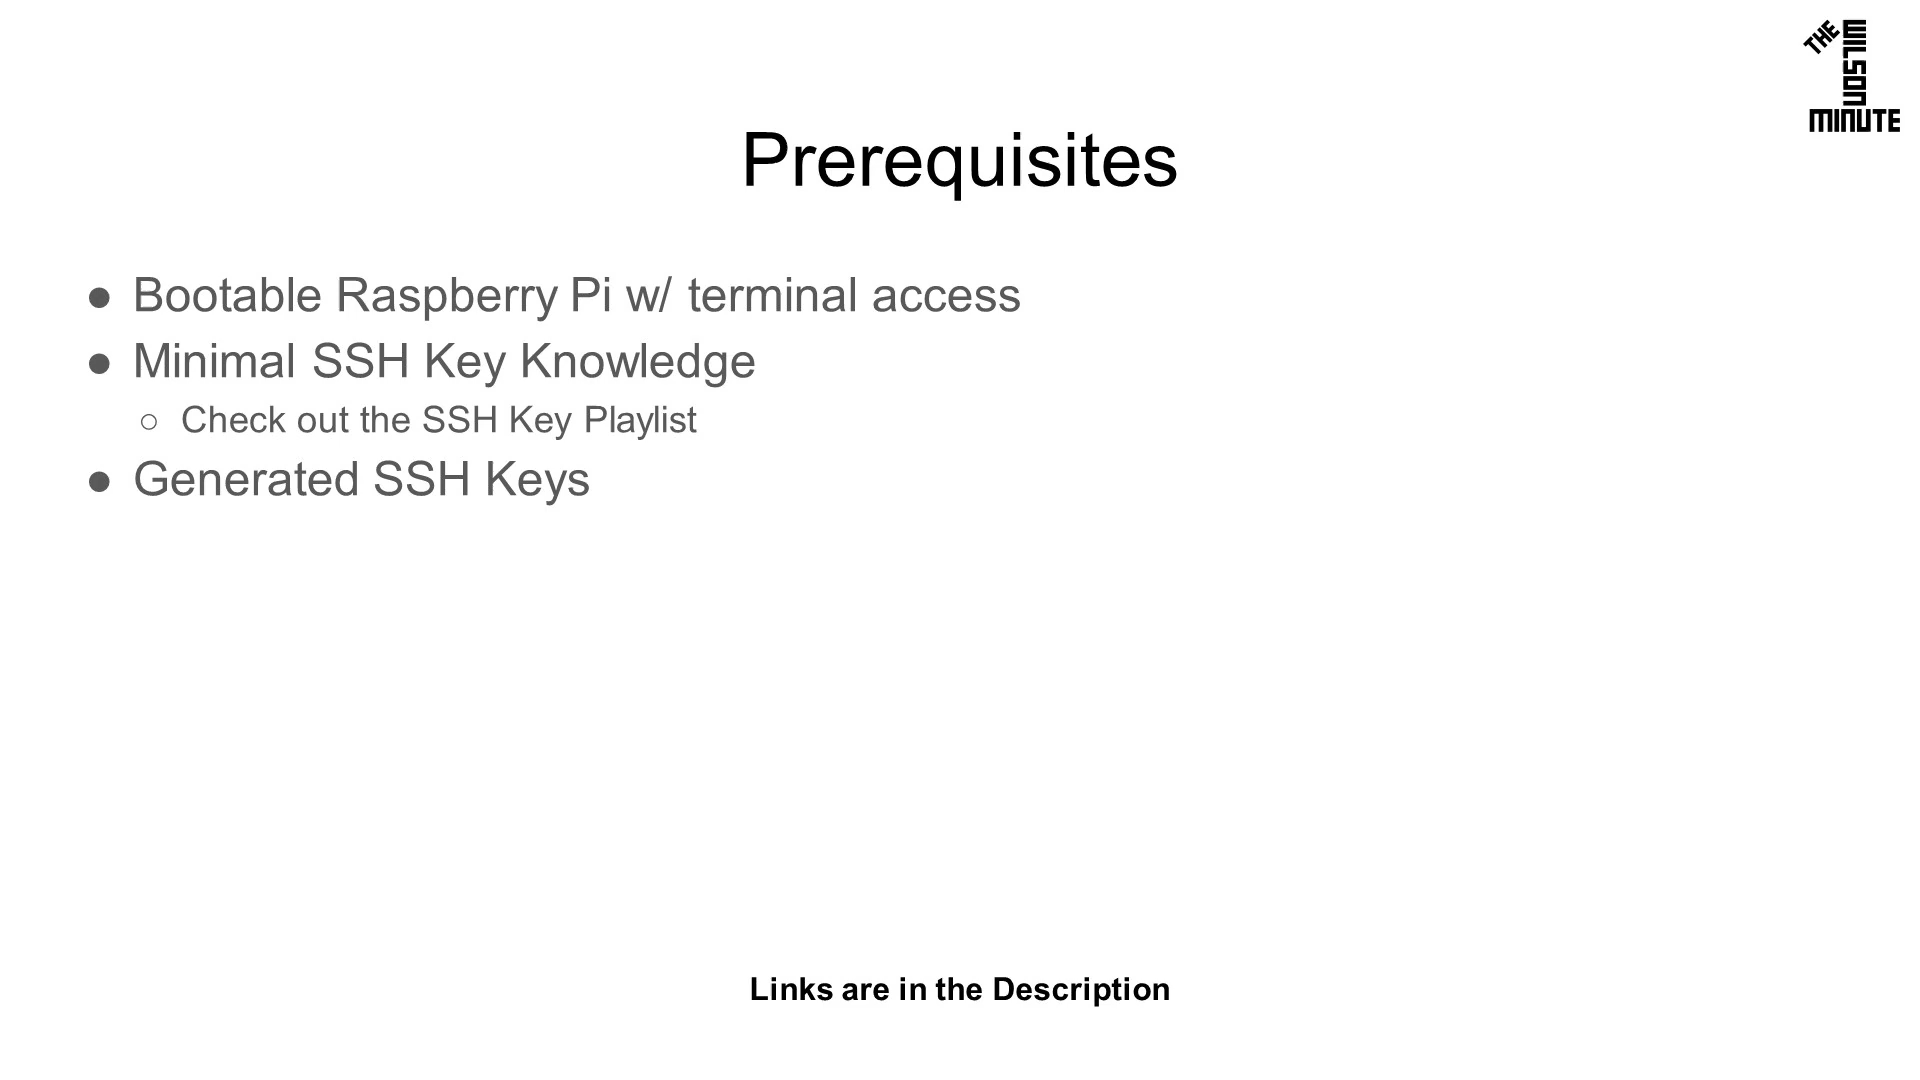 THE
WILSON
MINUTE
Prerequisites
● Bootable Raspberry Pi w/ terminal access
● Minimal SSH Key Knowledge
○ Check out the SSH Key Playlist
● Generated SSH Keys
Links are in the Description